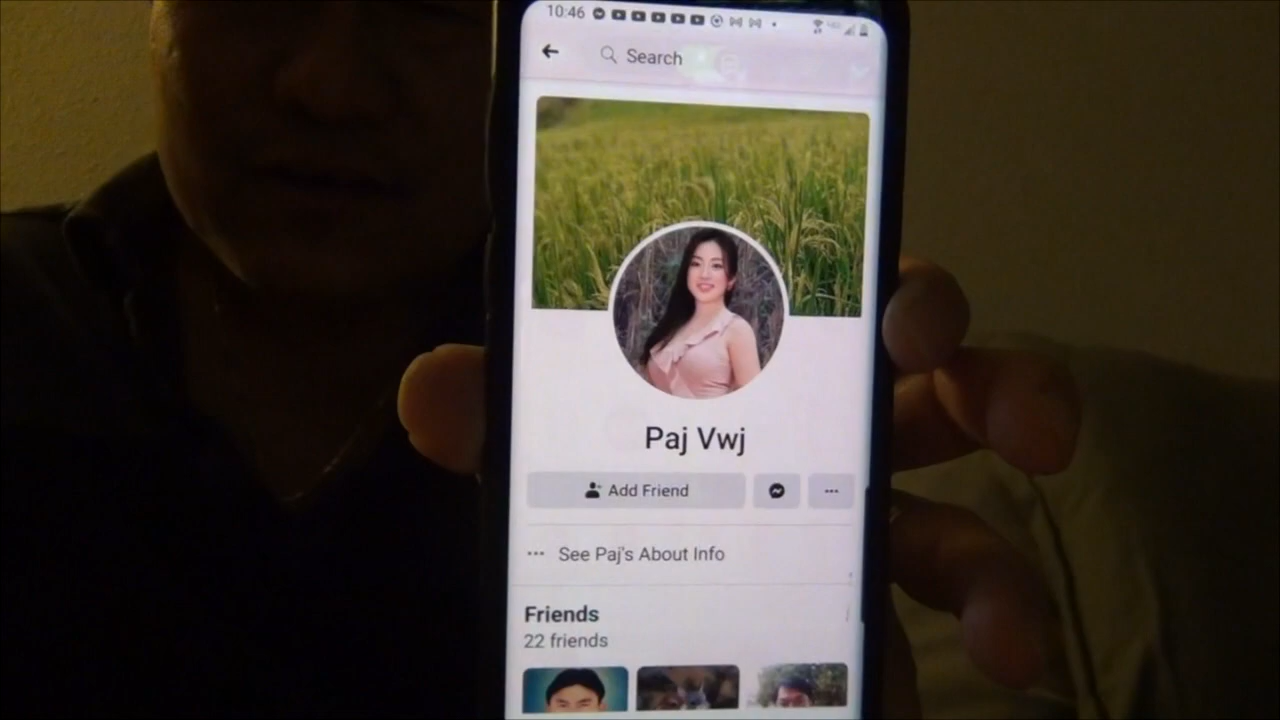 10:46
Search
Paj Vwj
Add Friend
See Paj's About Info
Friends
22 friends